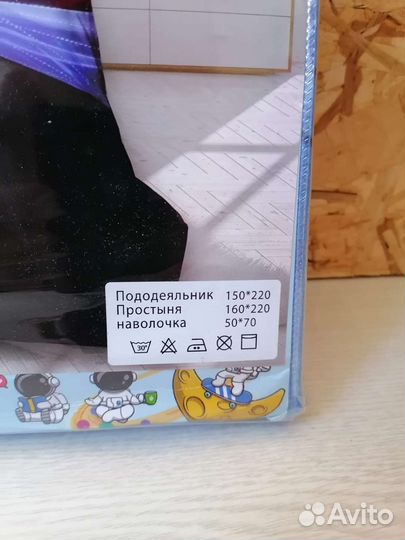 Пододеяльник 150*220
Простыня 160*220
наволочка 50*70
30°
Avito